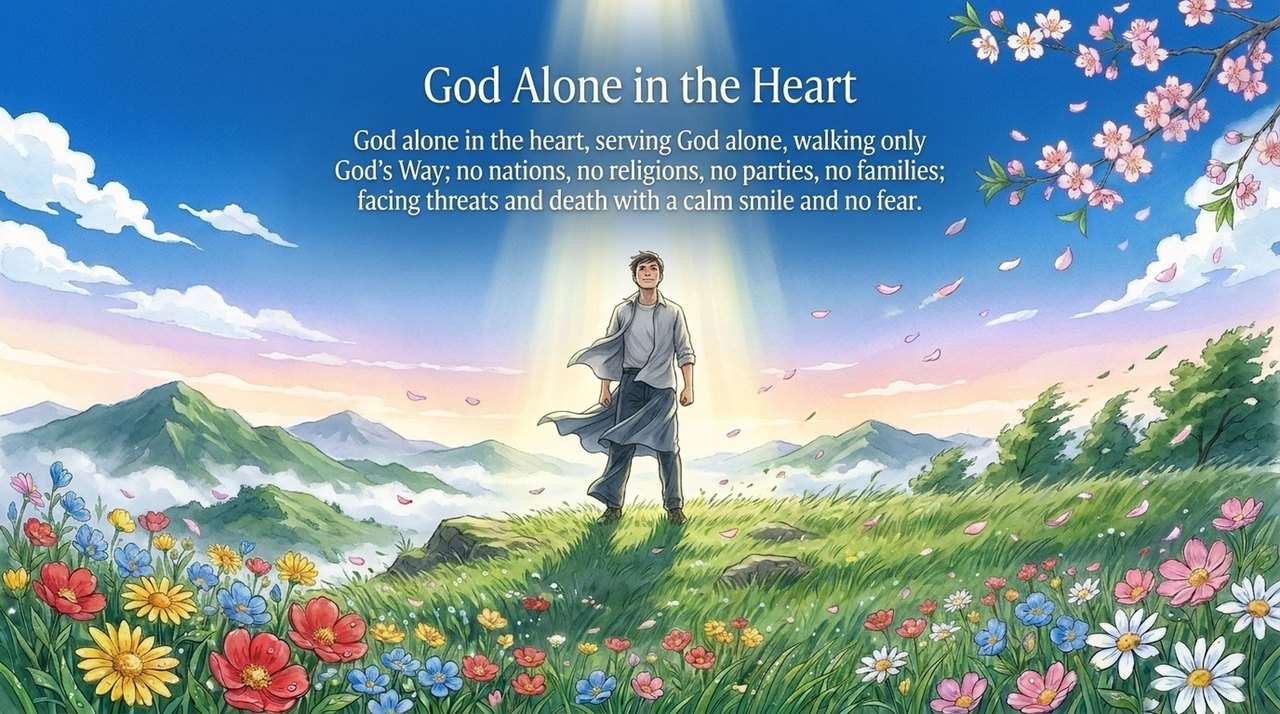 God Alone in the Heart
God alone in the heart, serving God alone, walking only
God's Way; no nations, no religions, no parties, no families;
facing threats and death with a calm smile and no fear.